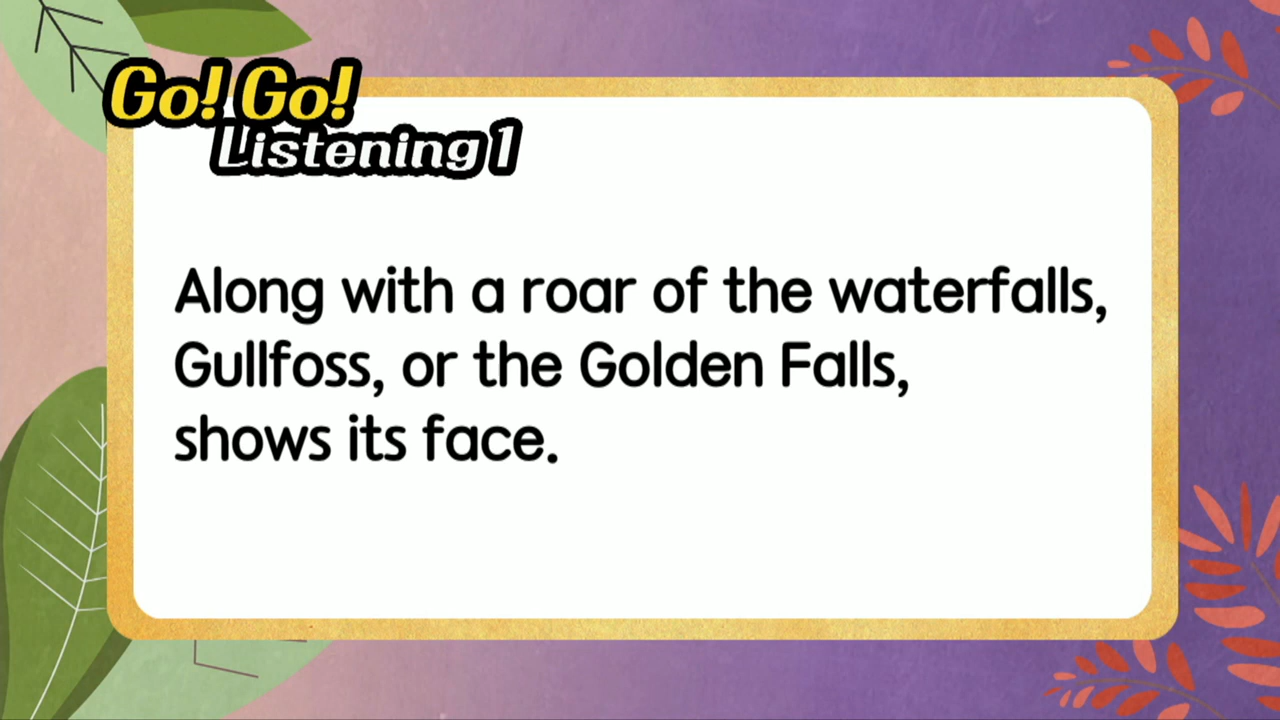 Go! Go!
Listening 1
Along with a roar of the waterfalls,
Gullfoss, or the Golden Falls,
shows its face.